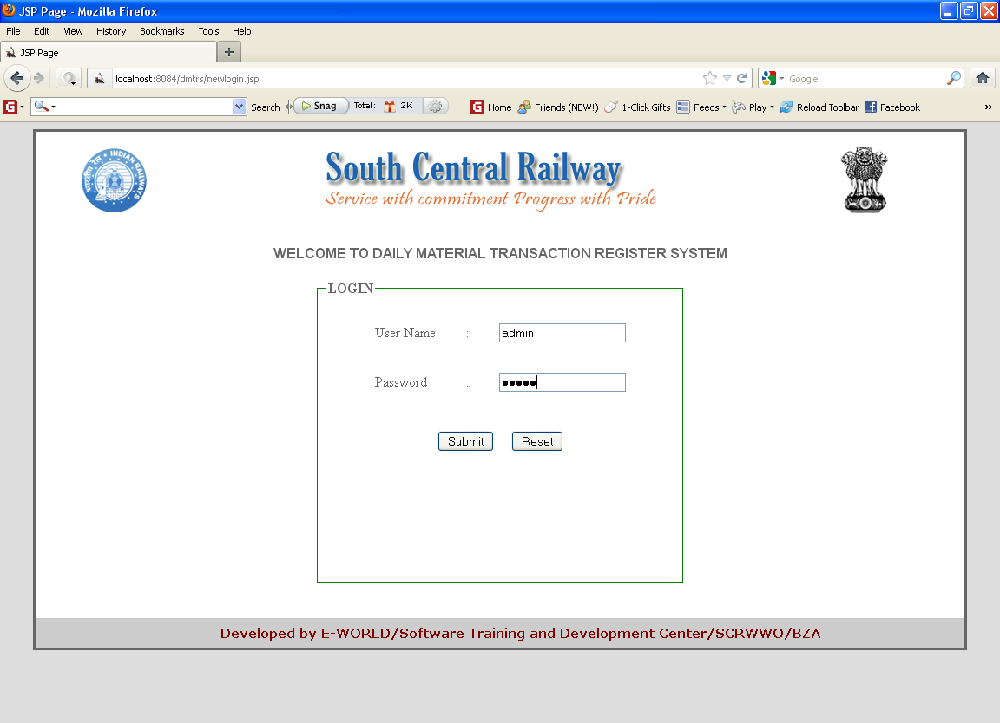 JSP Page - Mozilla Firefox
File Edit View History Bookmarks Tools Help
JSP Page
localhost:8084/dmtrs/newlogin.jsp Google
G Search Snag Total: 2K G Home Friends (NEW!) 1-Click Gifts Feeds Play Reload Toolbar Facebook »
INDIAN RAILWAYS भारतीय रेल
South Central Railway
Service with commitment Progress with Pride
WELCOME TO DAILY MATERIAL TRANSACTION REGISTER SYSTEM
LOGIN
User Name : admin
Password : •••••
Submit Reset
Developed by E-WORLD/Software Training and Development Center/SCRWWO/BZA